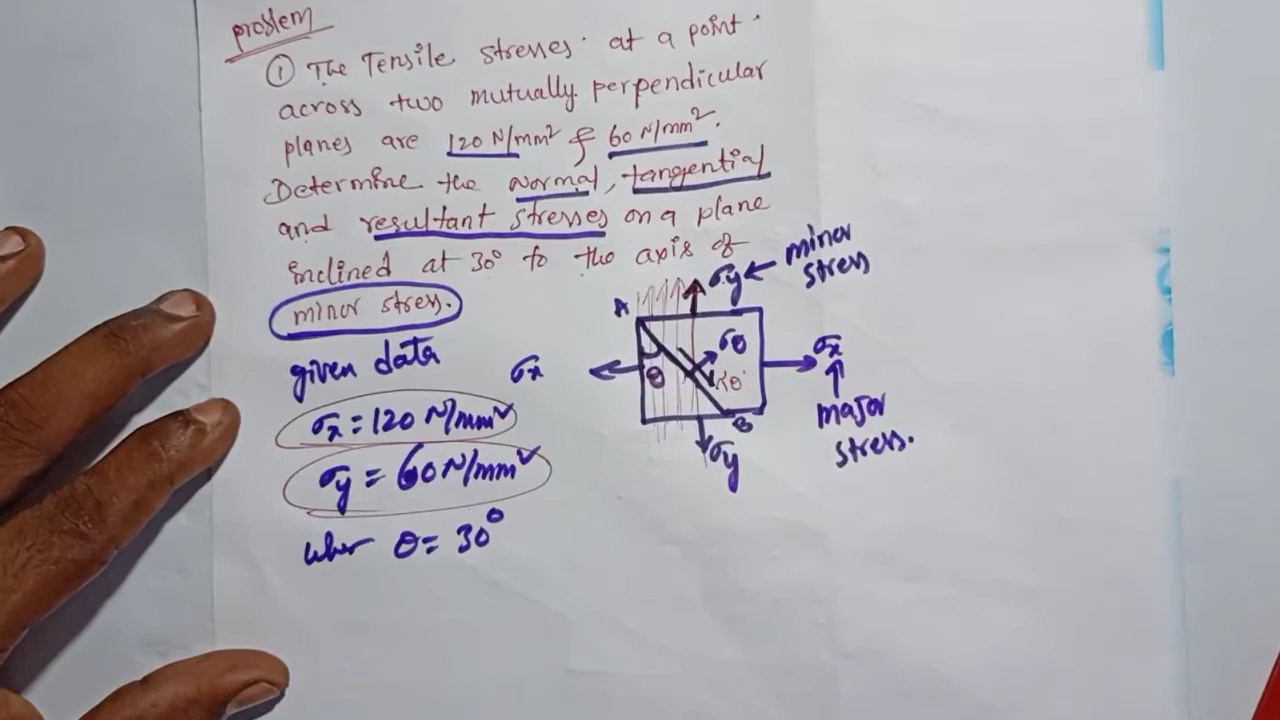 problem
① The Tensile stresses at a point
across two mutually perpendicular
planes are 120 N/mm² & 60 N/mm².
Determine the normal, tangential
and resultant stresses on a plane
inclined at 30° to the axis of
minor stress.
given data
σx = 120 N/mm²
σy = 60 N/mm²
when θ = 30°
σy ← minor
stress
A
σθ
θ
σx
σx
B
σy
major
stress.